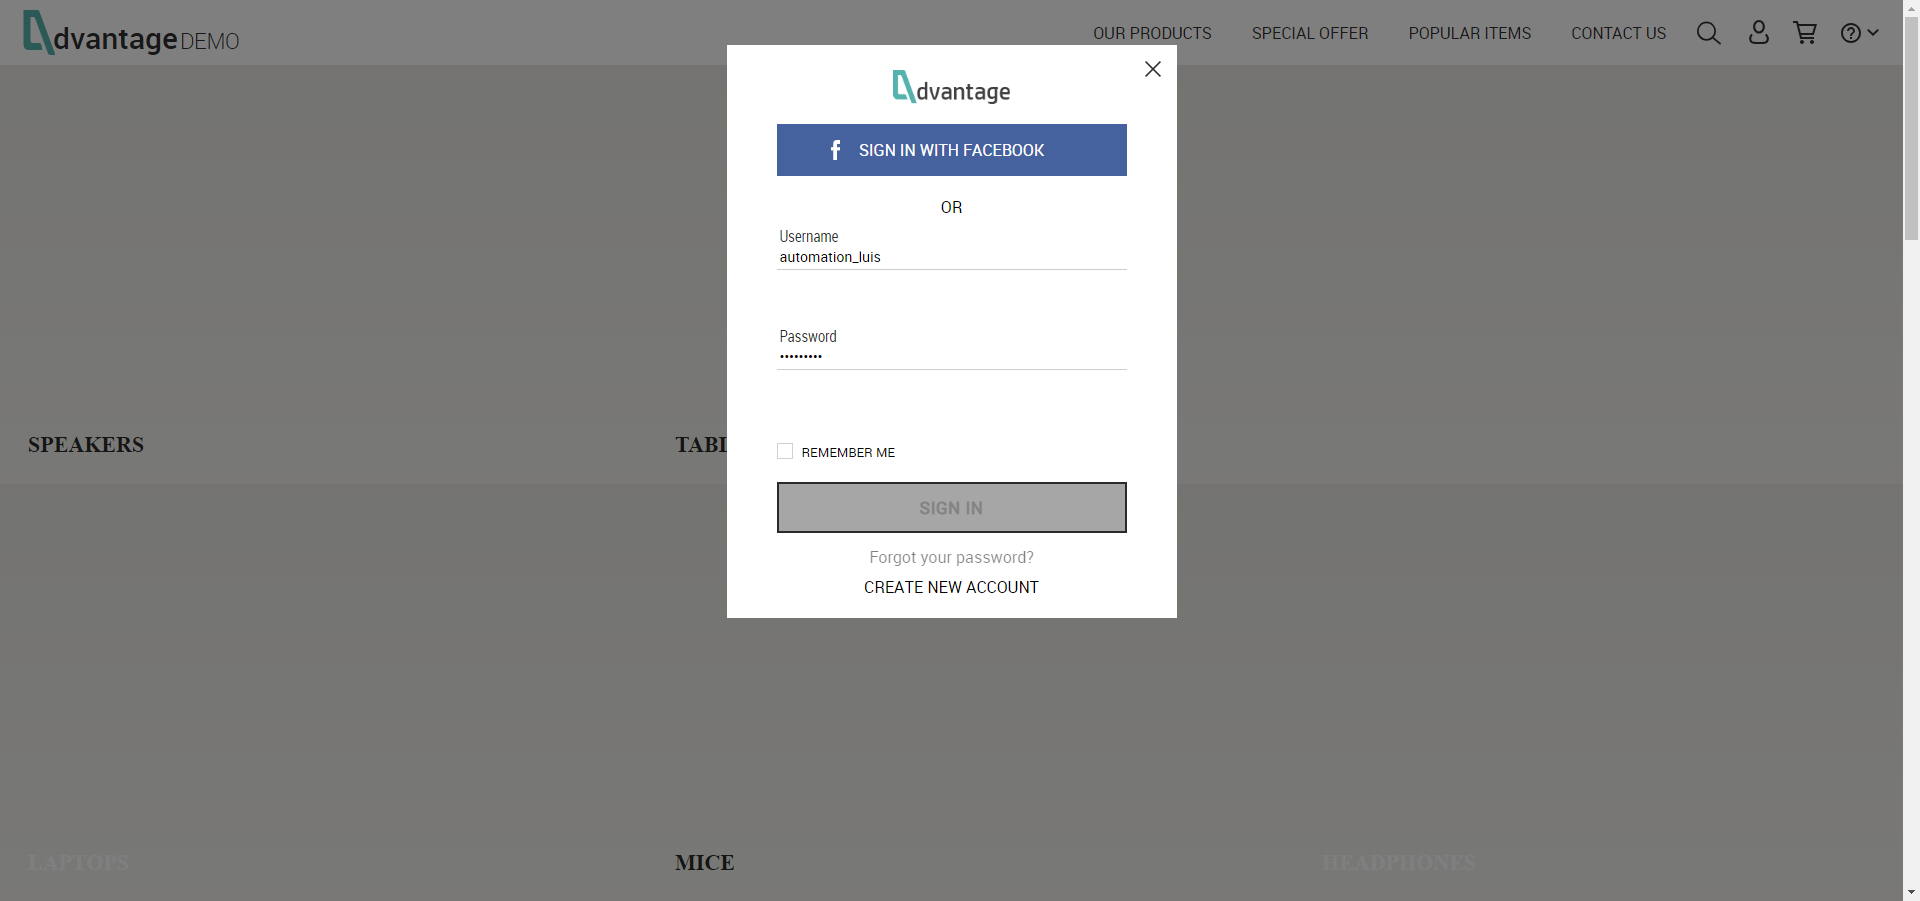 dvantage DEMO
OUR PRODUCTS
SPECIAL OFFER
POPULAR ITEMS
CONTACT US
dvantage
f SIGN IN WITH FACEBOOK
OR
Username
automation_luis
Password
•••••••••
REMEMBER ME
SIGN IN
Forgot your password?
CREATE NEW ACCOUNT
SPEAKERS
TABL
LAPTOPS
MICE
HEADPHONES